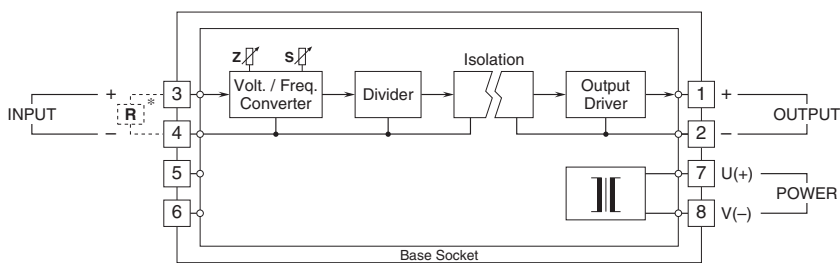 Isolation
Z
S
+
3
Volt. / Freq.
Converter
Divider
Output
Driver
1
+
INPUT
R
*
OUTPUT
–
4
2
–
5
7
U(+)
POWER
6
8
V(–)
Base Socket